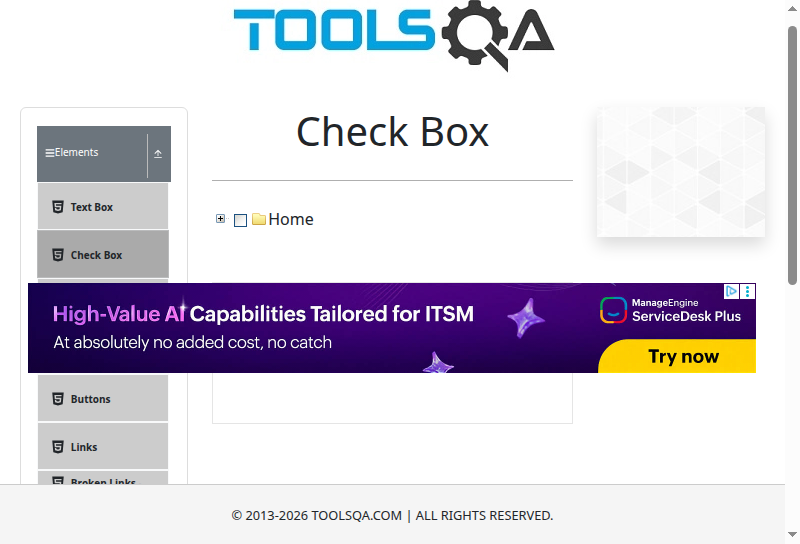 TOOLSQA
Check Box
Elements
Text Box
Check Box
Home
High-Value AI Capabilities Tailored for ITSM
At absolutely no added cost, no catch
ManageEngine
ServiceDesk Plus
Try now
Buttons
Links
Broken Links
© 2013-2026 TOOLSQA.COM | ALL RIGHTS RESERVED.